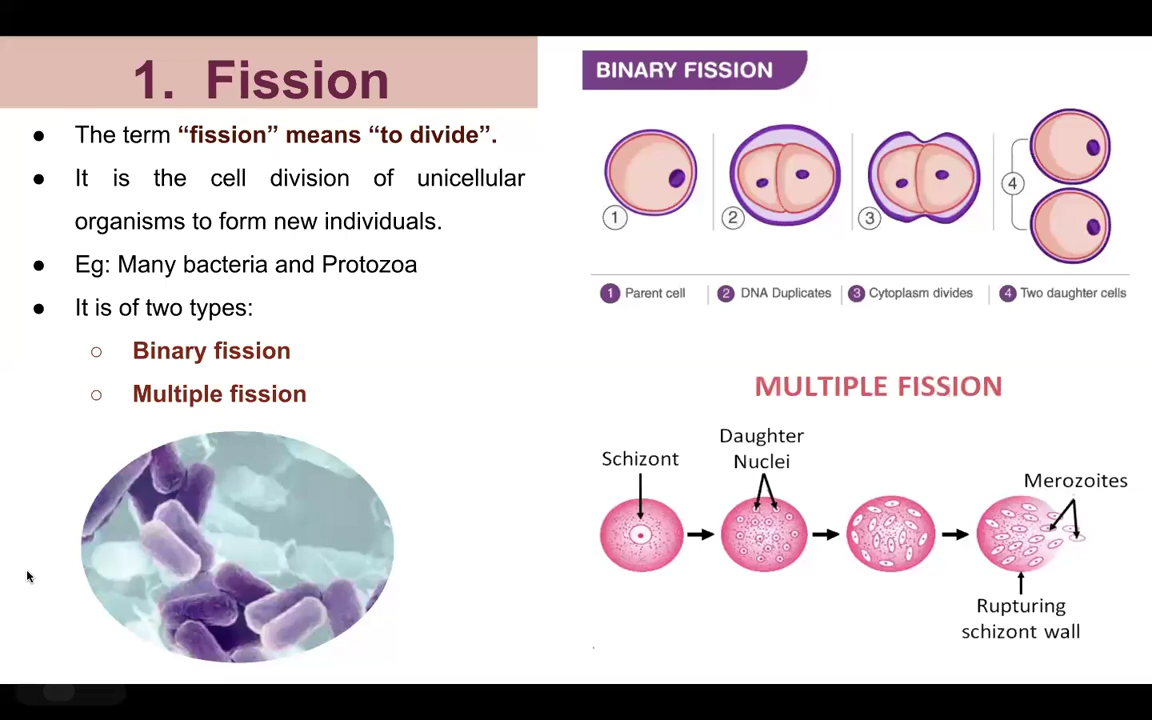 1. Fission
● The term “fission” means “to divide”.
● It is the cell division of unicellular
organisms to form new individuals.
● Eg: Many bacteria and Protozoa
● It is of two types:
○ Binary fission
○ Multiple fission
BINARY FISSION
1
2
3
4
1 Parent cell
2 DNA Duplicates
3 Cytoplasm divides
4 Two daughter cells
MULTIPLE FISSION
Schizont
Daughter
Nuclei
Merozoites
Rupturing
schizont wall